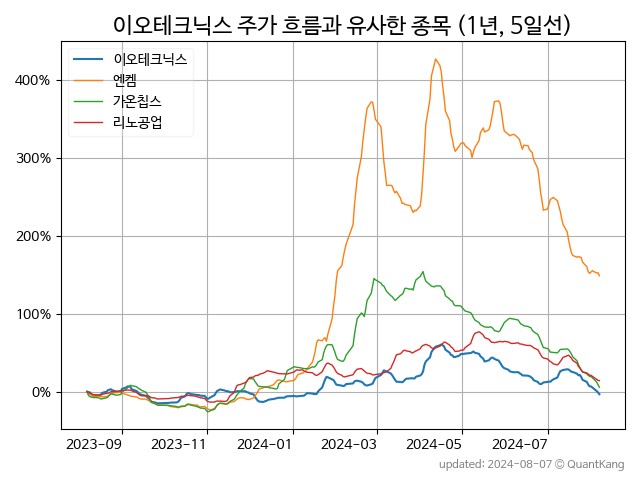 이오테크닉스 주가 흐름과 유사한 종목 (1년, 5일선)
이오테크닉스
엔켐
가온칩스
리노공업
400%
300%
200%
100%
0%
2023-09 2023-11 2024-01 2024-03 2024-05 2024-07
updated: 2024-08-07 © QuantKang